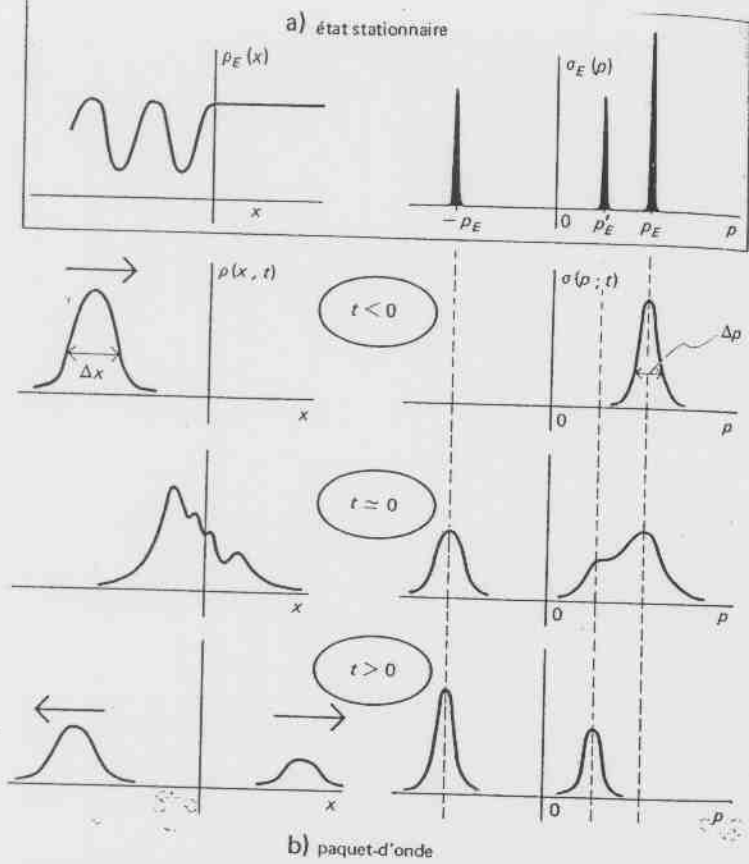 a) état stationnaire
ρ_E (x)
σ_E (p)
x
− p_E
0
p′_E
p_E
p
ρ(x, t)
t < 0
σ(p ; t)
Δx
Δp
x
0
p
t ≃ 0
x
0
p
t > 0
x
0
p
b) paquet-d'onde